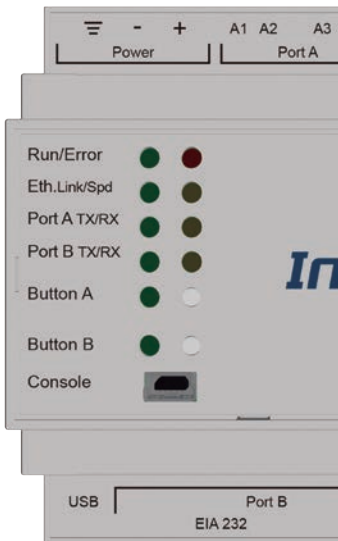 - +
A1 A2 A3
Power
Port A
Run/Error
Eth.Link/Spd
Port A TX/RX
Port B TX/RX
In
Button A
Button B
Console
USB
Port B
EIA 232